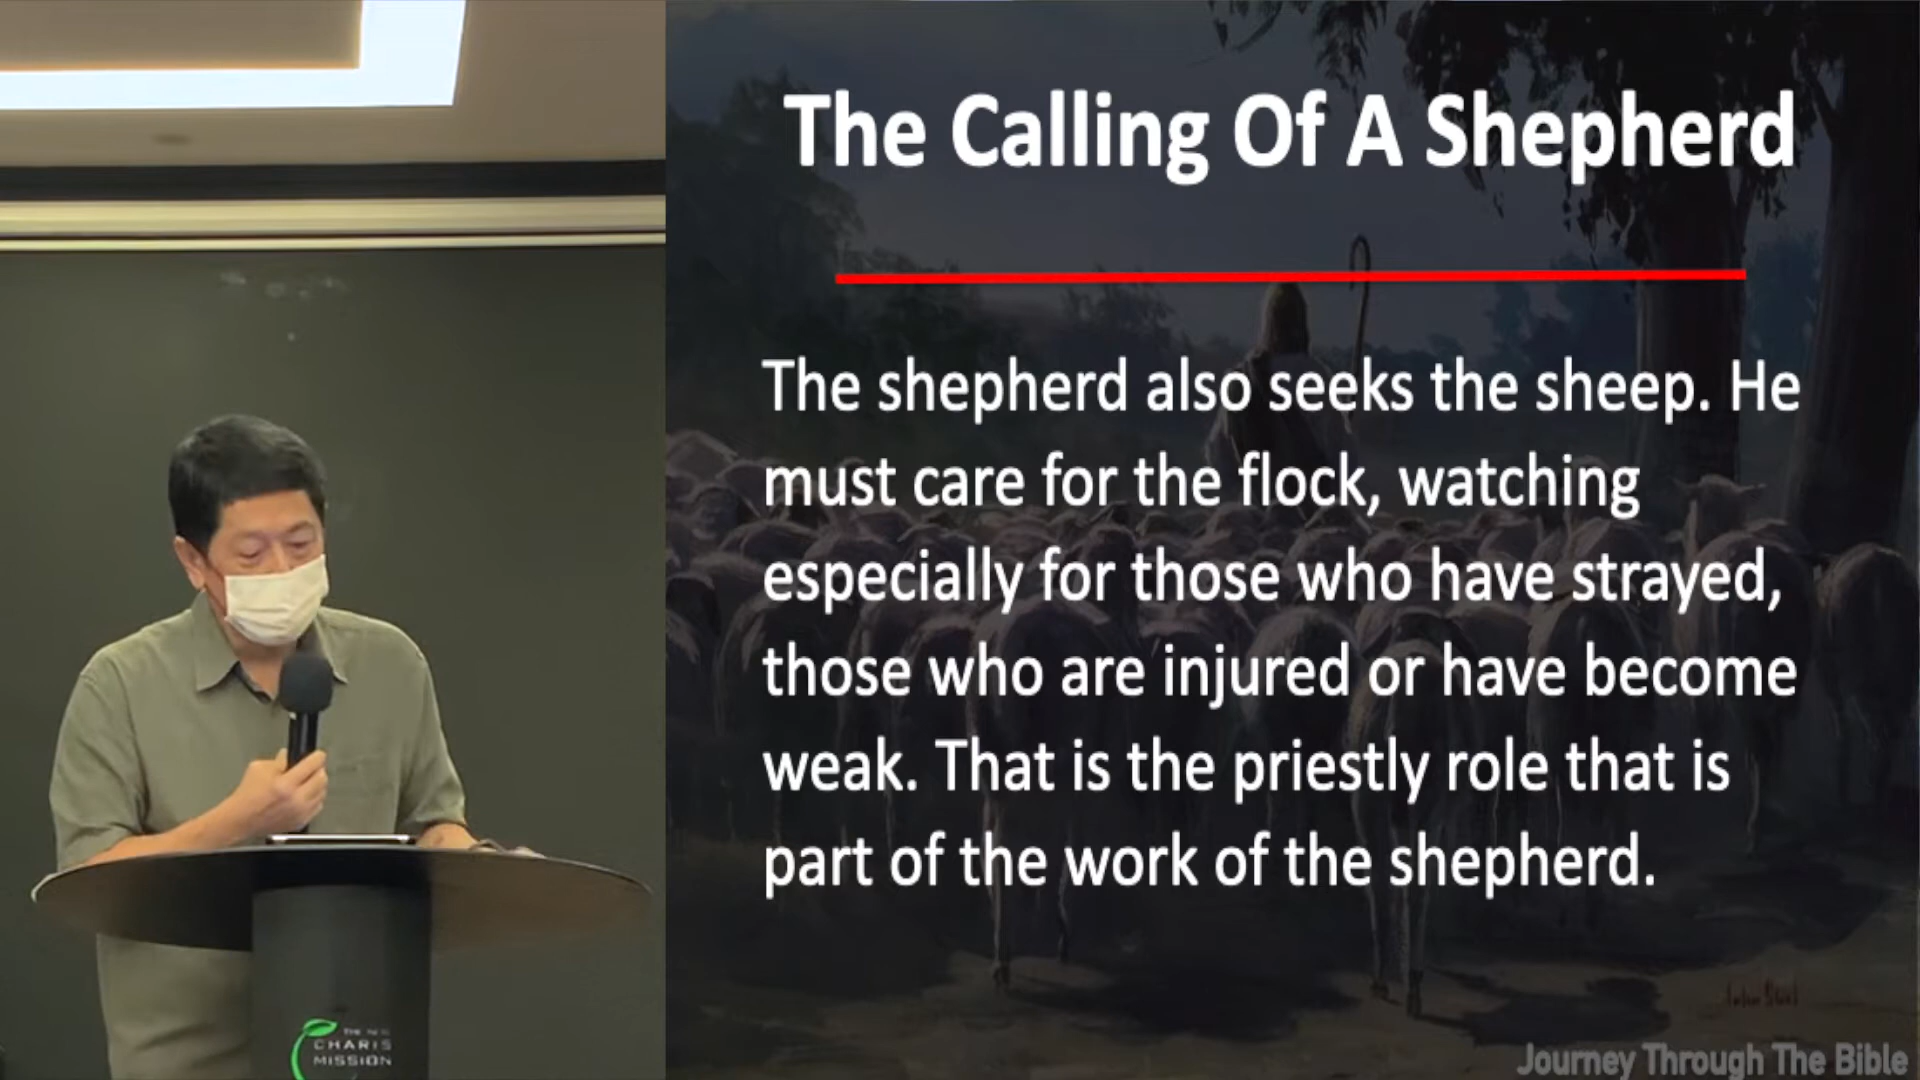 The Calling Of A Shepherd
The shepherd also seeks the sheep. He
must care for the flock, watching
especially for those who have strayed,
those who are injured or have become
weak. That is the priestly role that is
part of the work of the shepherd.
THE NEW
CHARIS
MISSION
Journey Through The Bible